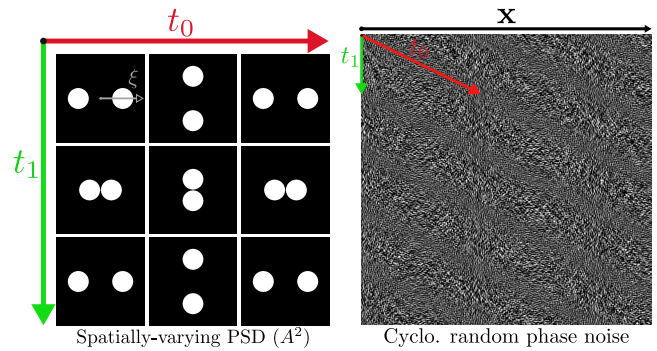 t₀
t₁
ξ
Spatially-varying PSD (A²)
x
t₁
t₀
Cyclo. random phase noise